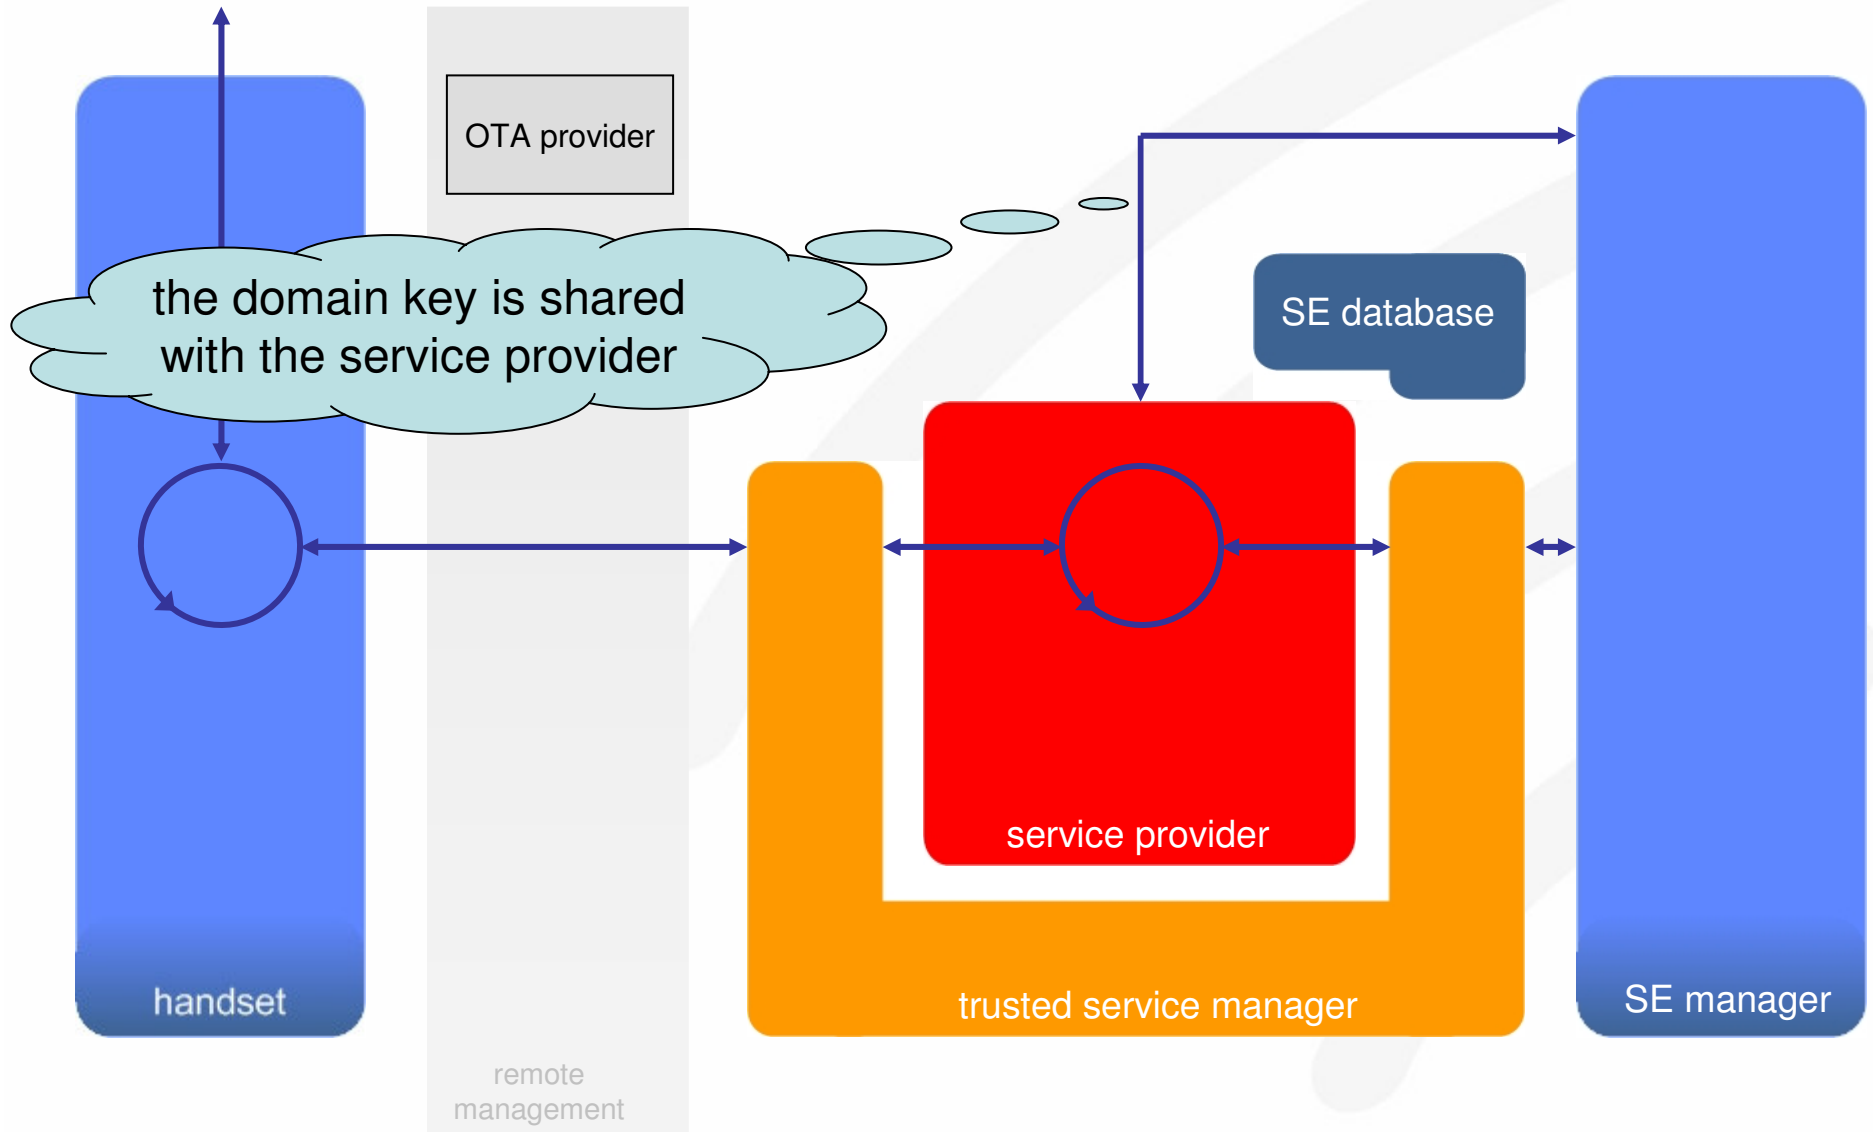 OTA provider
the domain key is shared
with the service provider
SE database
service provider
handset
trusted service manager
SE manager
remote
management